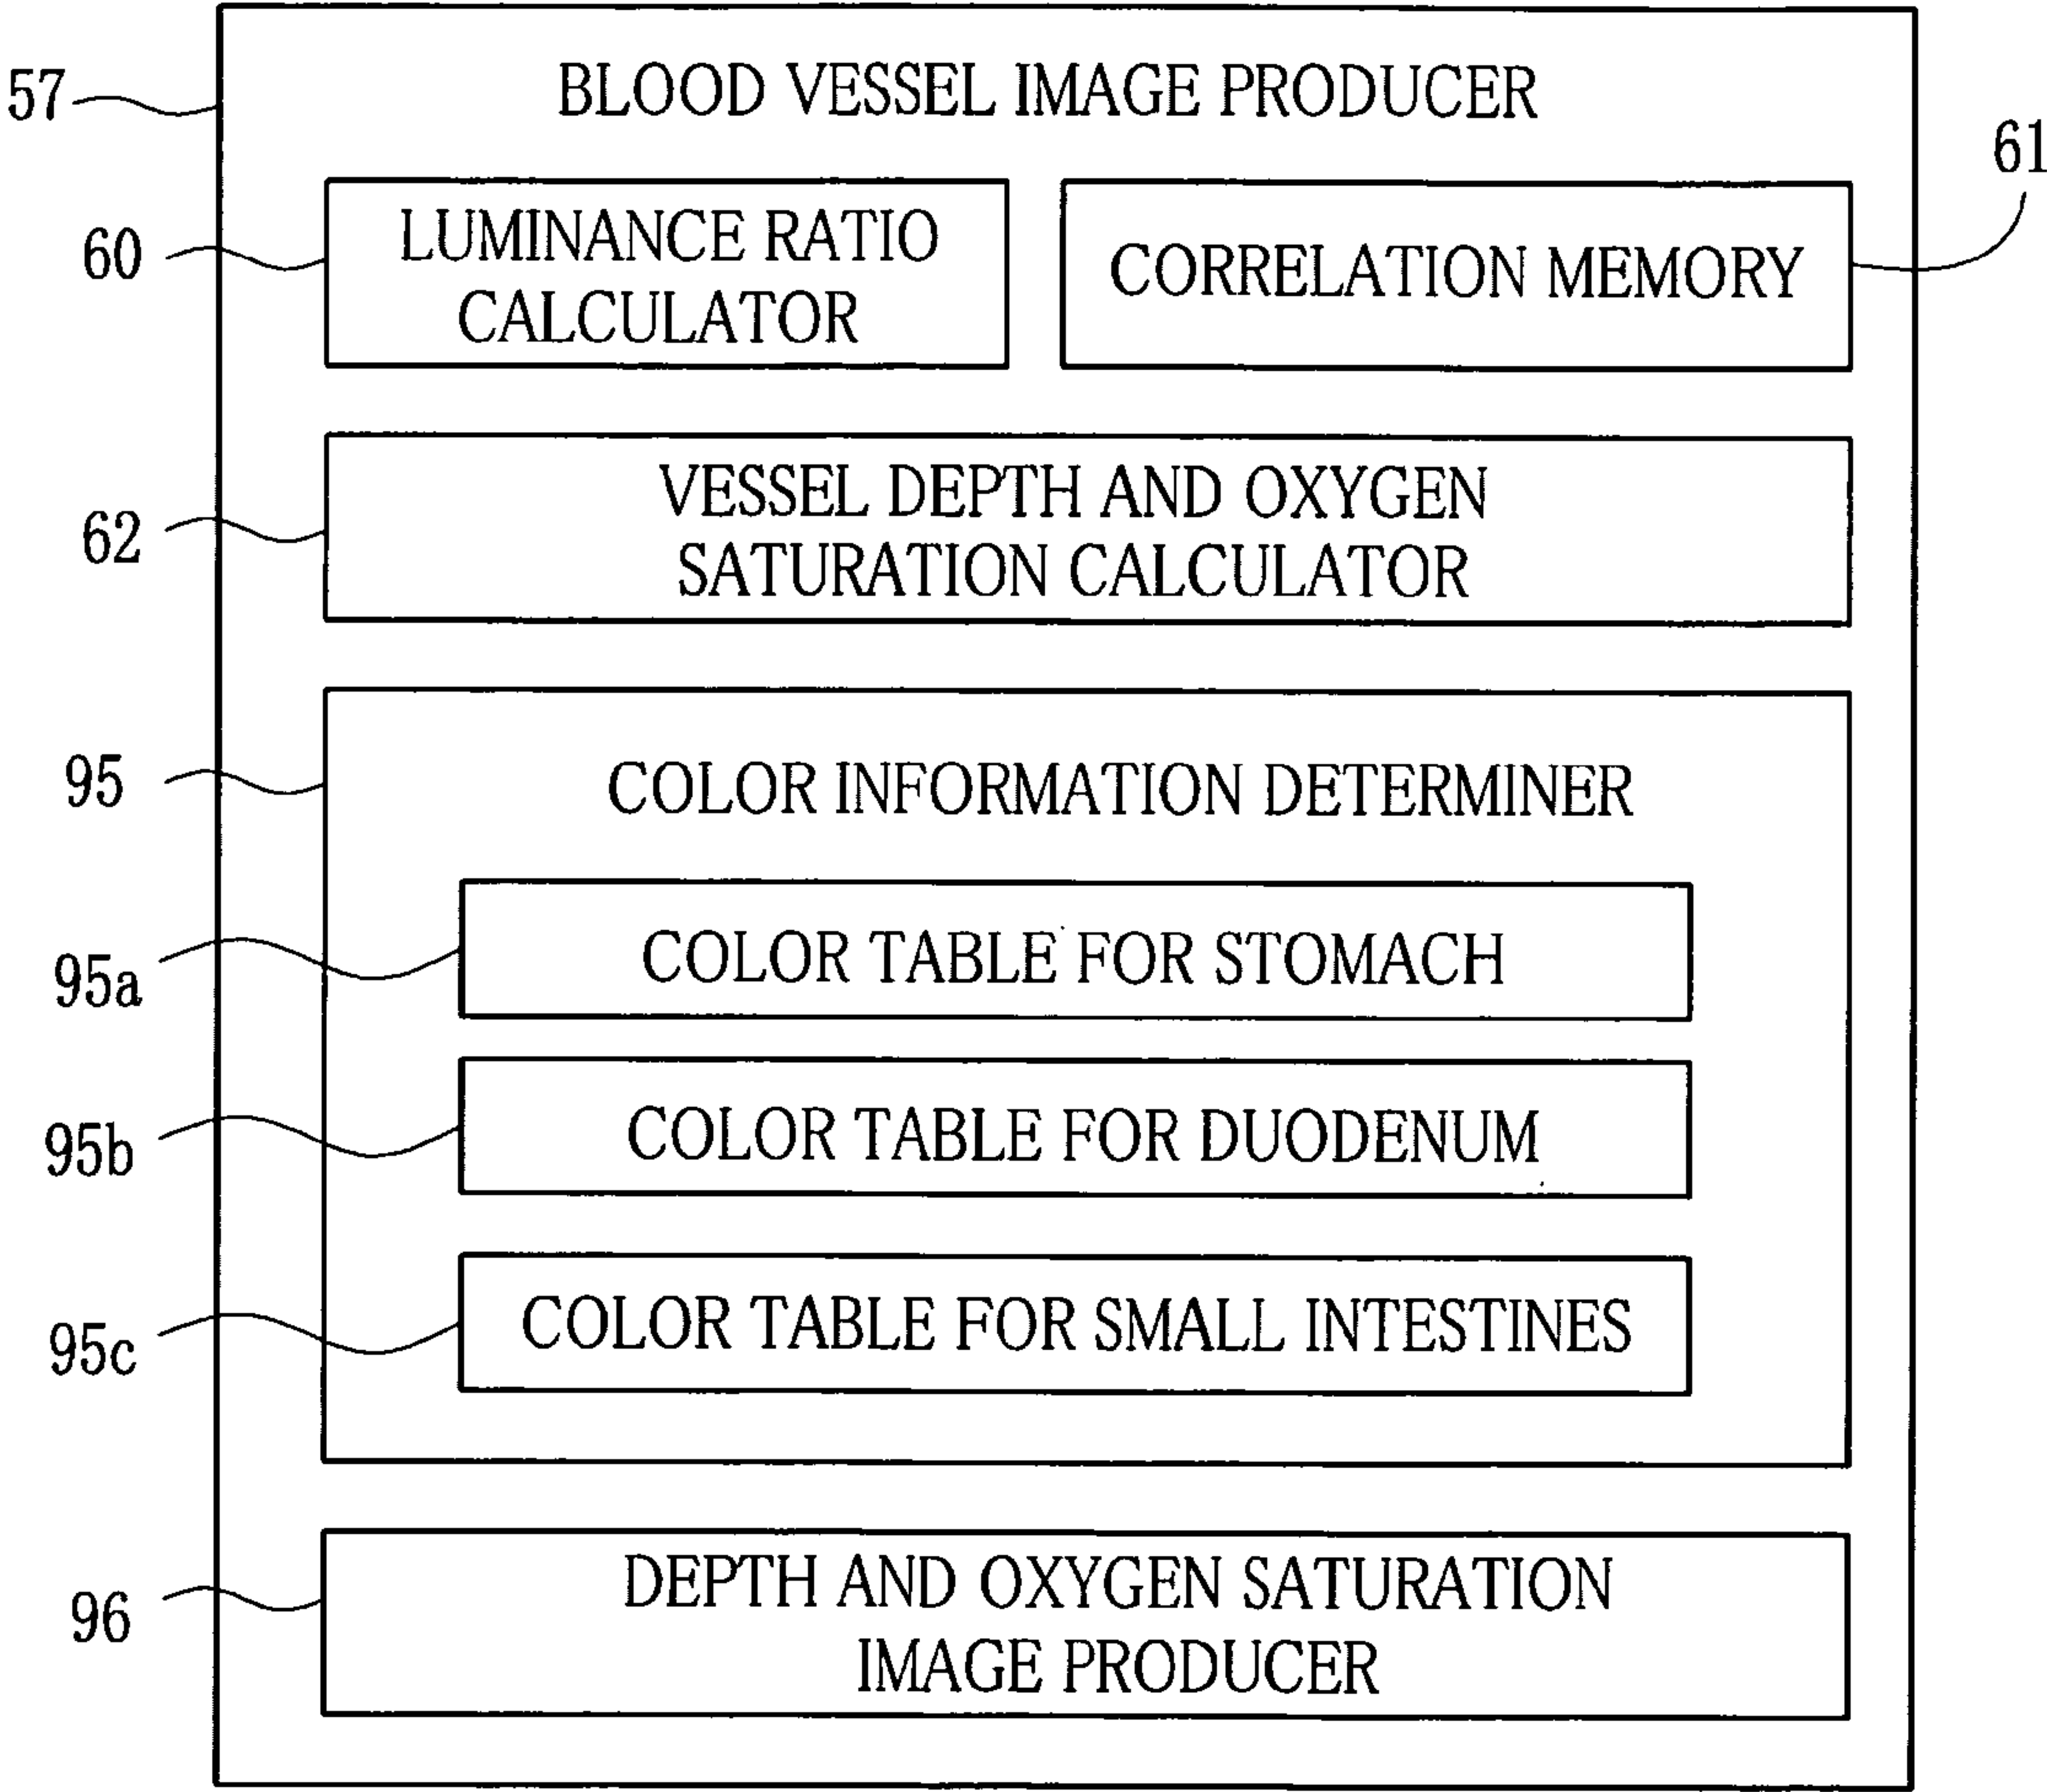 57
BLOOD VESSEL IMAGE PRODUCER
61
60
LUMINANCE RATIO
CALCULATOR
CORRELATION MEMORY
62
VESSEL DEPTH AND OXYGEN
SATURATION CALCULATOR
95
COLOR INFORMATION DETERMINER
95a
COLOR TABLE FOR STOMACH
95b
COLOR TABLE FOR DUODENUM
95c
COLOR TABLE FOR SMALL INTESTINES
96
DEPTH AND OXYGEN SATURATION
IMAGE PRODUCER